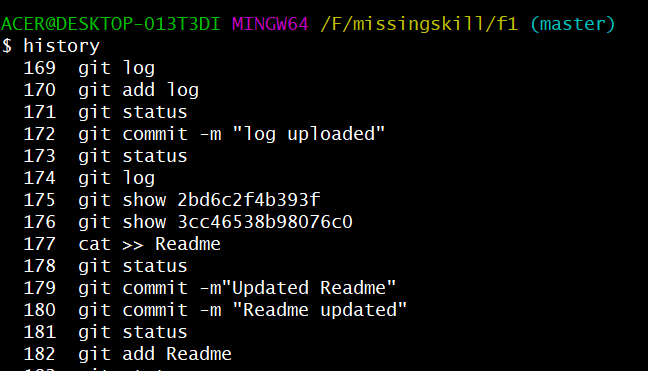 ACER@DESKTOP-O13T3DI MINGW64 /F/missingskill/f1 (master)
$ history
169 git log
170 git add log
171 git status
172 git commit -m "log uploaded"
173 git status
174 git log
175 git show 2bd6c2f4b393f
176 git show 3cc46538b98076c0
177 cat >> Readme
178 git status
179 git commit -m"Updated Readme"
180 git commit -m "Readme updated"
181 git status
182 git add Readme